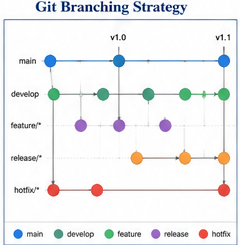 Git Branching Strategy
v1.0 v1.1
main
develop
feature/*
release/*
hotfix/*
main develop feature release hotfix